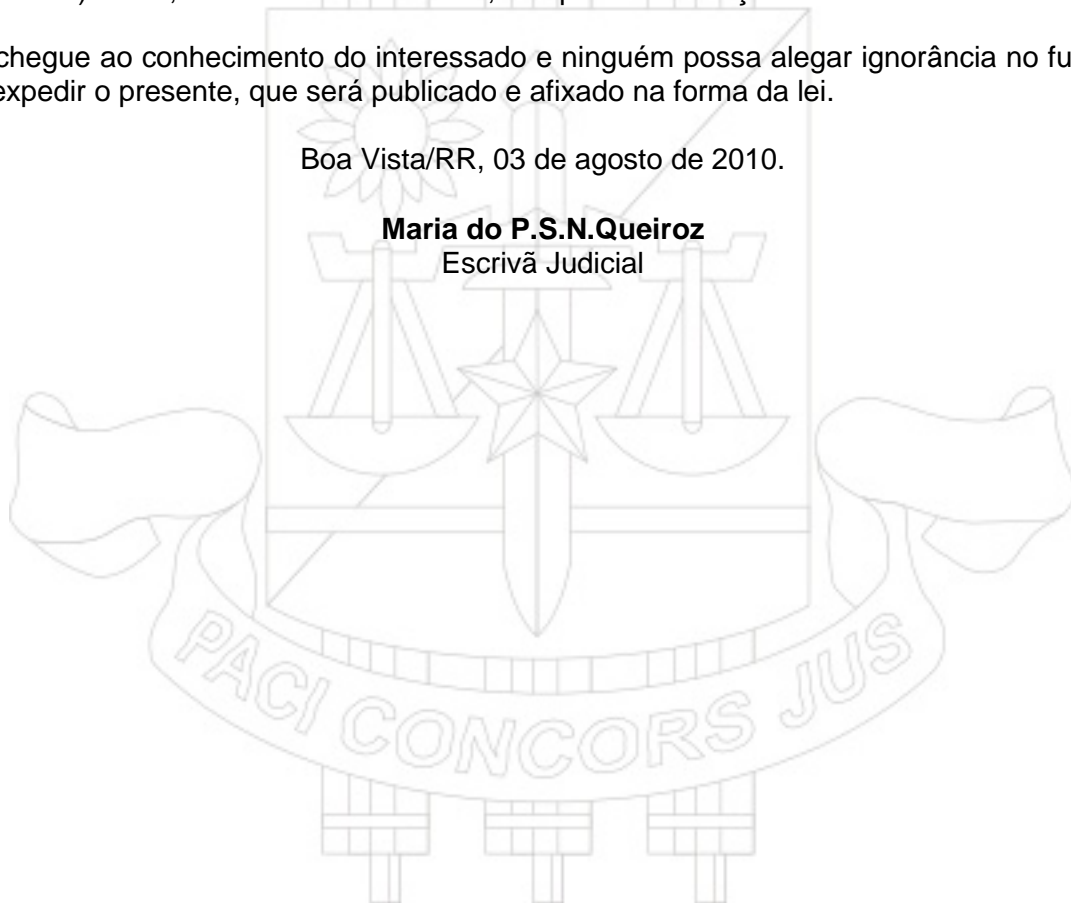 chegue ao conhecimento do interessado e ninguém possa alegar ignorância no fu
expedir o presente, que será publicado e afixado na forma da lei.
Boa Vista/RR, 03 de agosto de 2010.
Maria do P.S.N.Queiroz
Escrivã Judicial
PACI CONCORS JUS